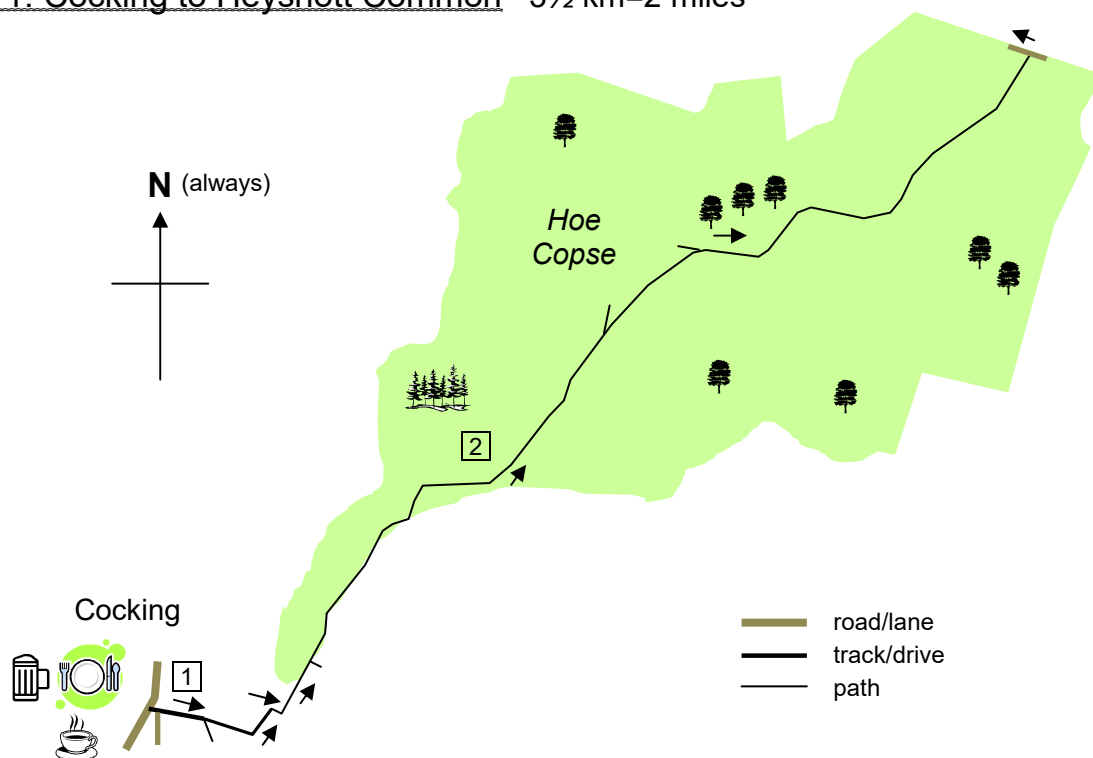 1: Cocking to Heyshott Common 3½ km=2 miles
N (always)
Hoe
Copse
2
Cocking
1
road/lane
track/drive
path